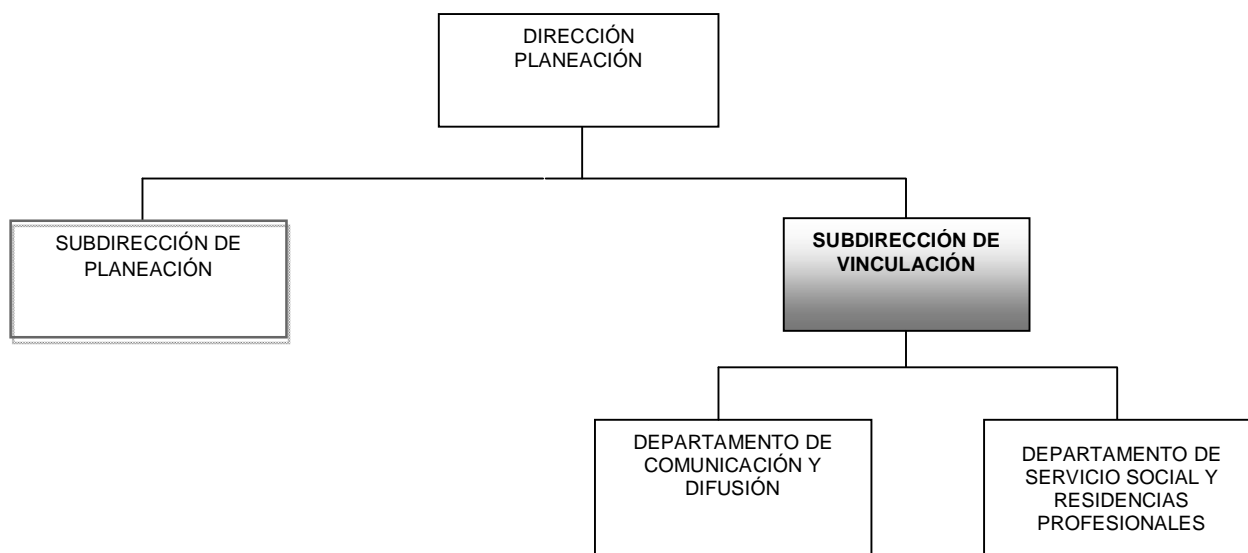 DIRECCIÓN
PLANEACIÓN
SUBDIRECCIÓN DE
PLANEACIÓN
SUBDIRECCIÓN DE
VINCULACIÓN
DEPARTAMENTO DE
COMUNICACIÓN Y
DIFUSIÓN
DEPARTAMENTO DE
SERVICIO SOCIAL Y
RESIDENCIAS
PROFESIONALES